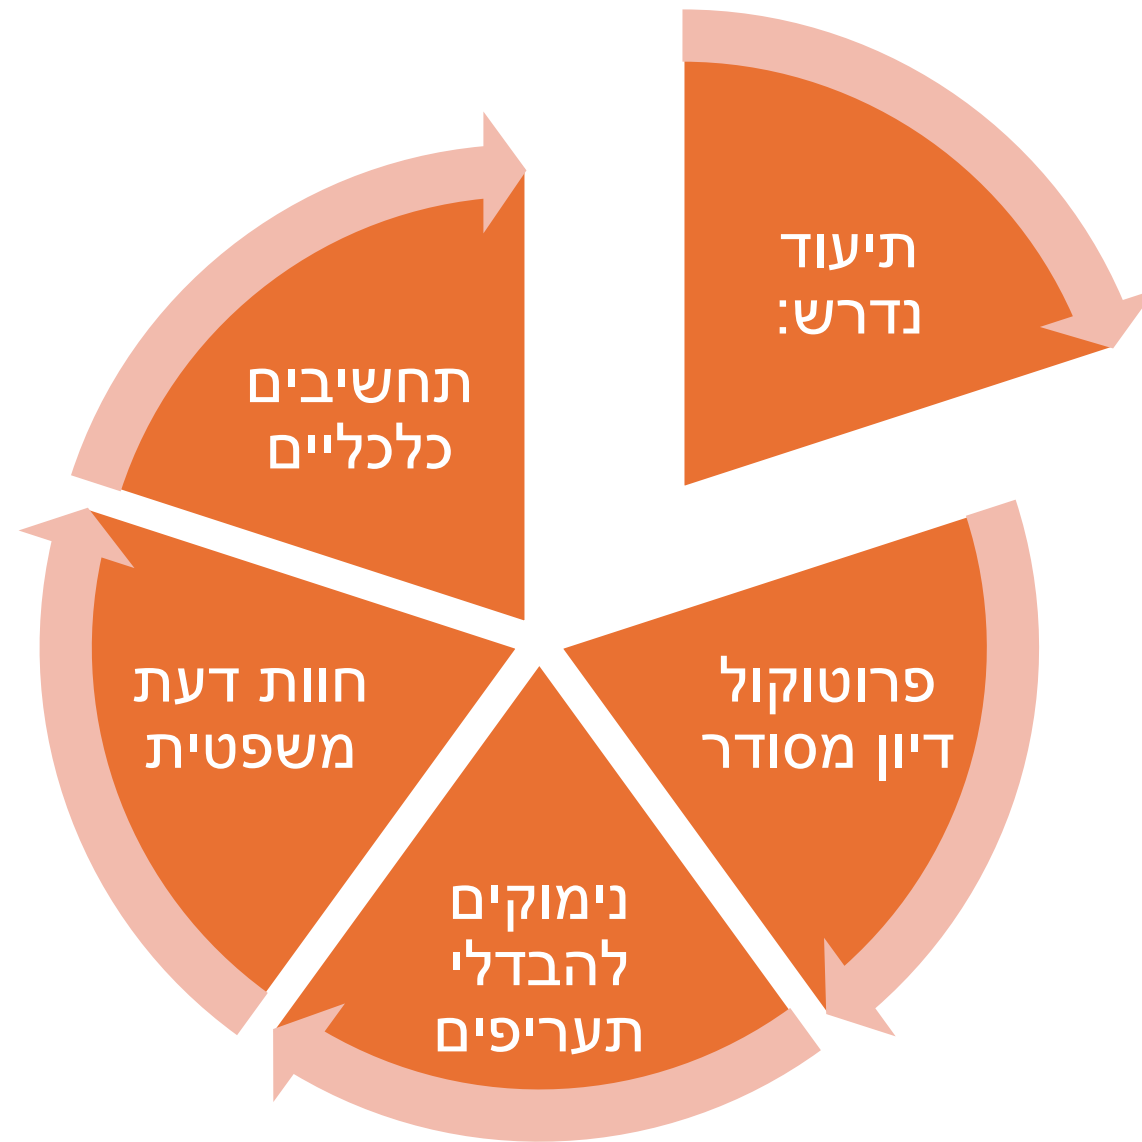 תיעוד
נדרש:
פרוטוקול
דיון מסודר
נימוקים
להבדלי
תעריפים
חוות דעת
משפטית
תחשיבים
כלכליים